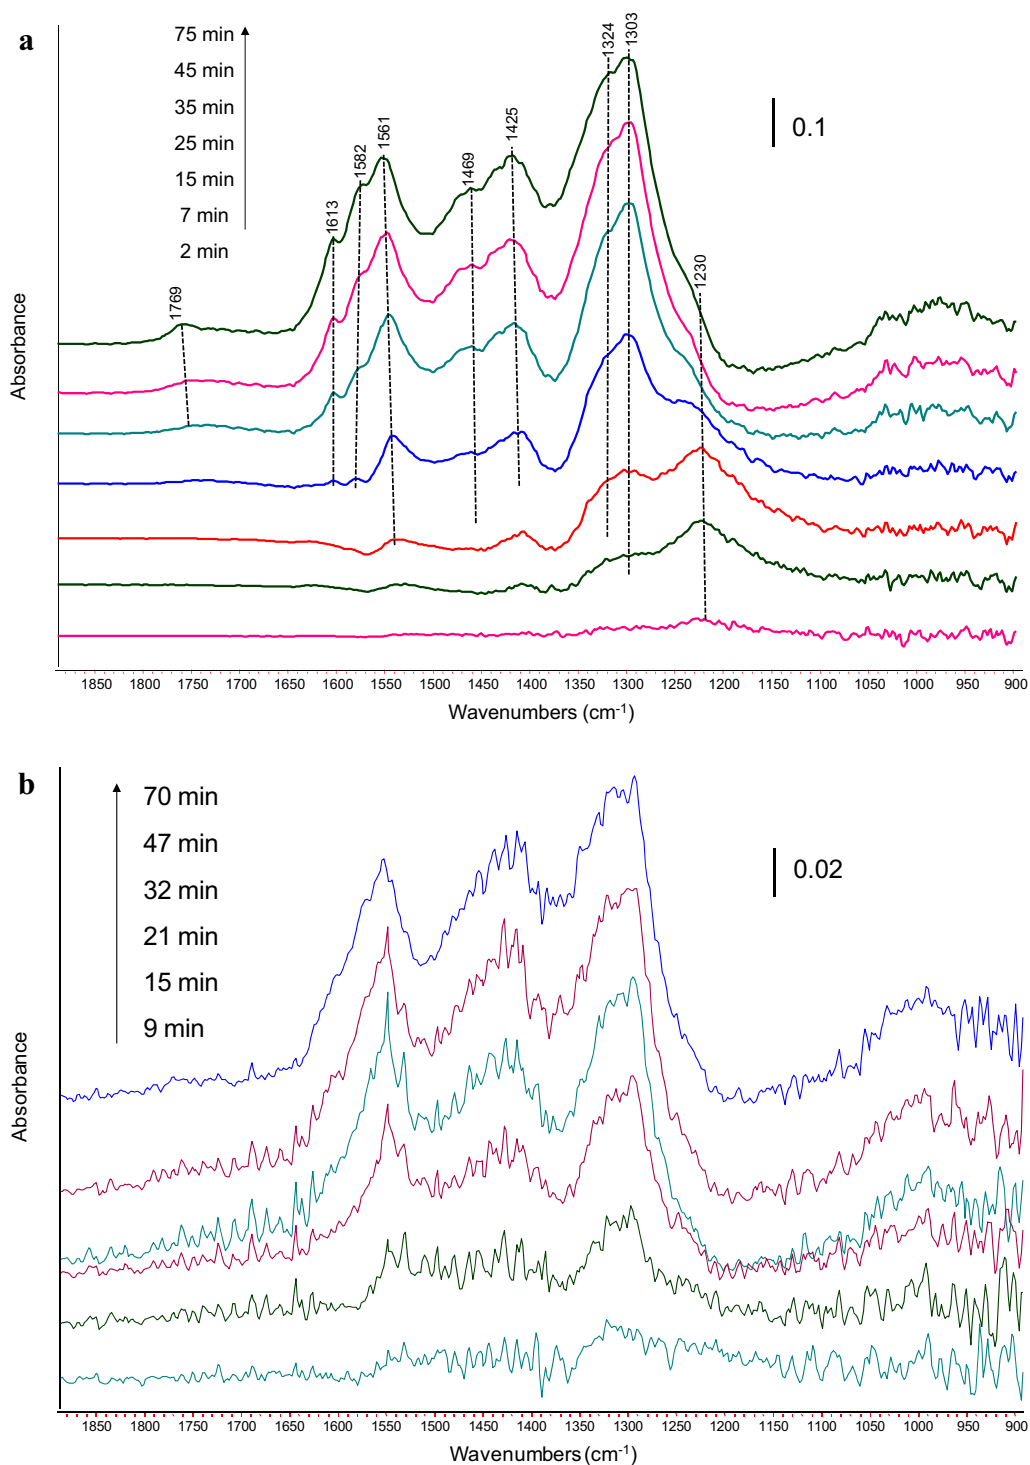 a
75 min
45 min
35 min
25 min
15 min
7 min
2 min
1769
1613
1582
1561
1469
1425
1324
1303
1230
0.1
Absorbance
1850 1800 1750 1700 1650 1600 1550 1500 1450 1400 1350 1300 1250 1200 1150 1100 1050 1000 950 900
Wavenumbers (cm-1)
b
70 min
47 min
32 min
21 min
15 min
9 min
0.02
Absorbance
1850 1800 1750 1700 1650 1600 1550 1500 1450 1400 1350 1300 1250 1200 1150 1100 1050 1000 950 900
Wavenumbers (cm-1)